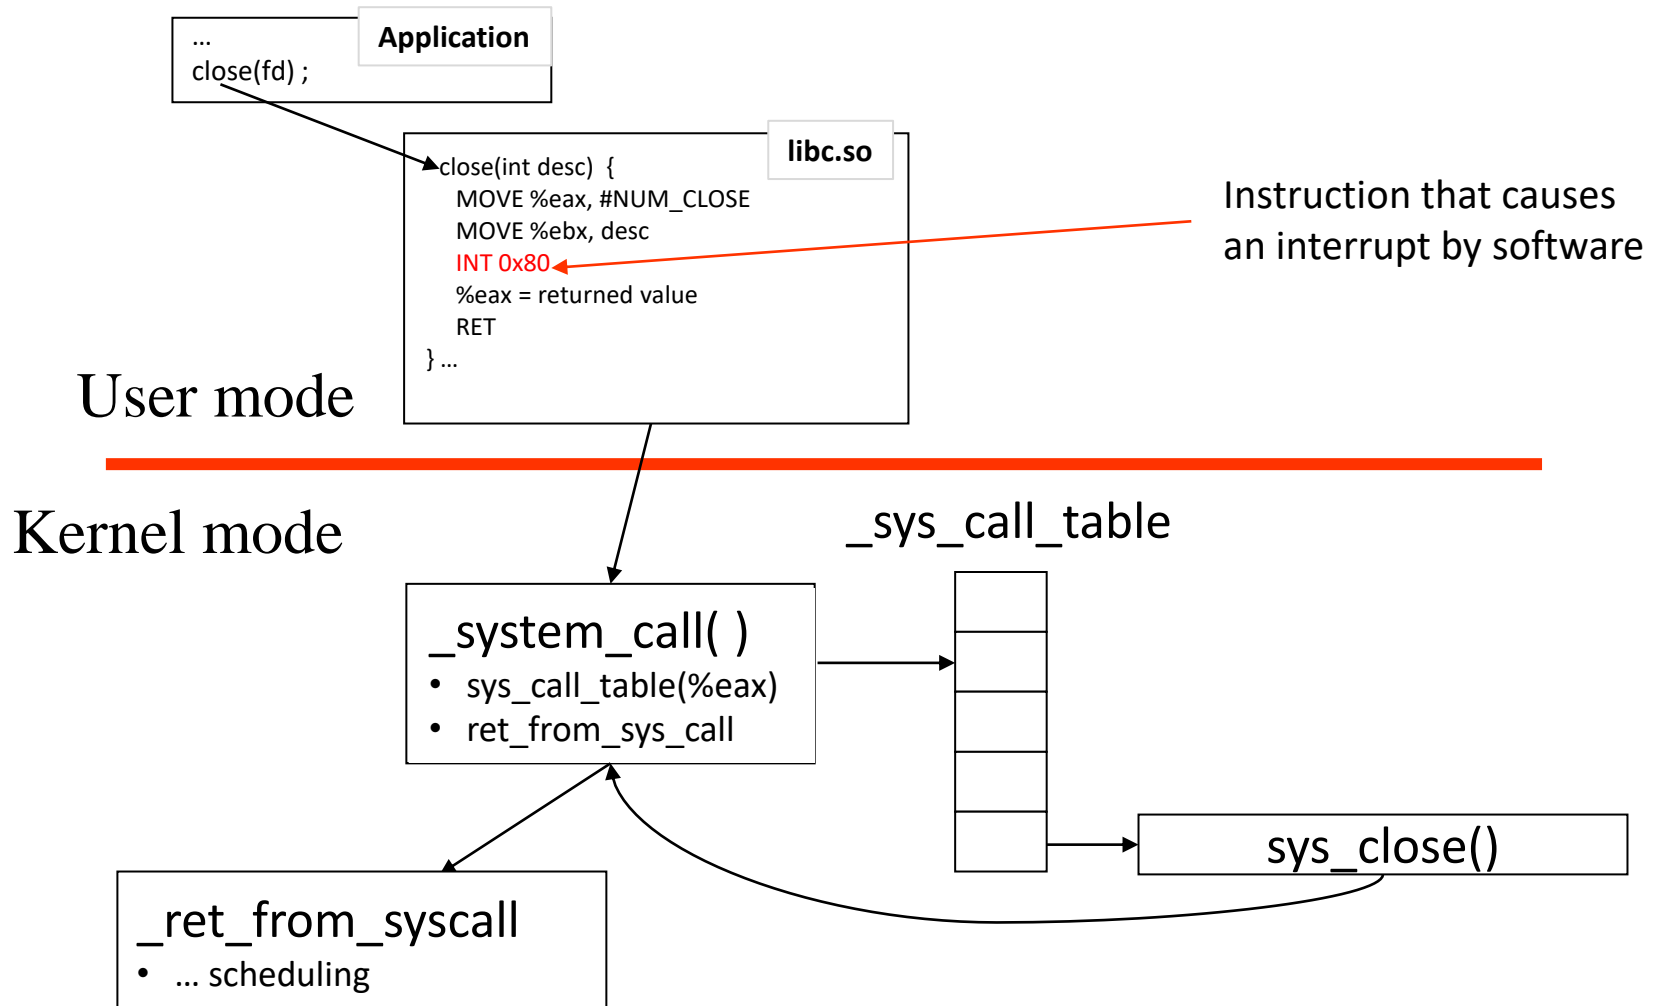 ...
close(fd) ;
Application
libc.so
close(int desc) {
MOVE %eax, #NUM_CLOSE
MOVE %ebx, desc
INT 0x80
%eax = returned value
RET
} ...
Instruction that causes
an interrupt by software
User mode
Kernel mode
_sys_call_table
_system_call( )
• sys_call_table(%eax)
• ret_from_sys_call
sys_close()
_ret_from_syscall
• ... scheduling